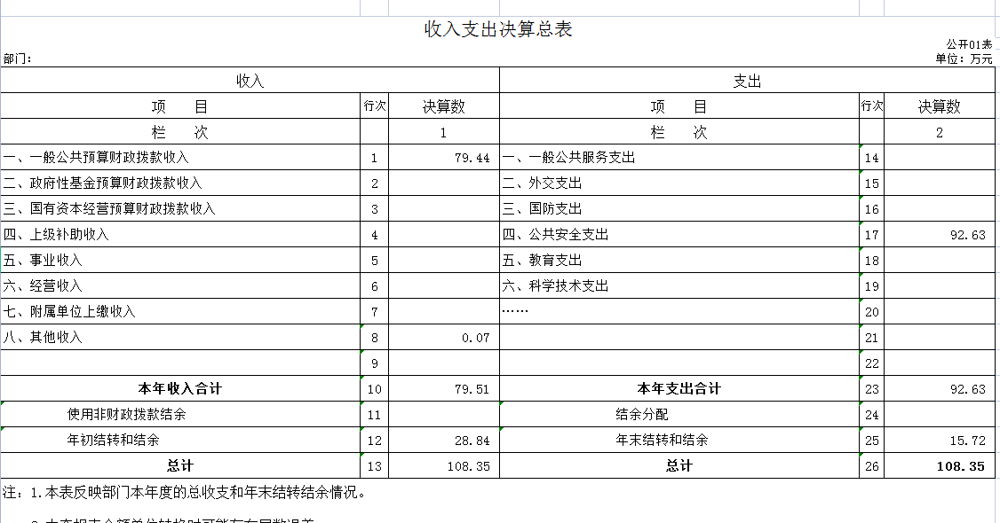 收入支出决算总表
公开01表
部门： 单位：万元
收入 支出
项 目 行次 决算数 项 目 行次 决算数
栏 次 1 栏 次 2
一、一般公共预算财政拨款收入 1 79.44 一、一般公共服务支出 14
二、政府性基金预算财政拨款收入 2 二、外交支出 15
三、国有资本经营预算财政拨款收入 3 三、国防支出 16
四、上级补助收入 4 四、公共安全支出 17 92.63
五、事业收入 5 五、教育支出 18
六、经营收入 6 六、科学技术支出 19
七、附属单位上缴收入 7 …… 20
八、其他收入 8 0.07 21
9 22
本年收入合计 10 79.51 本年支出合计 23 92.63
使用非财政拨款结余 11 结余分配 24
年初结转和结余 12 28.84 年末结转和结余 25 15.72
总计 13 108.35 总计 26 108.35
注：1.本表反映部门本年度的总收支和年末结转结余情况。